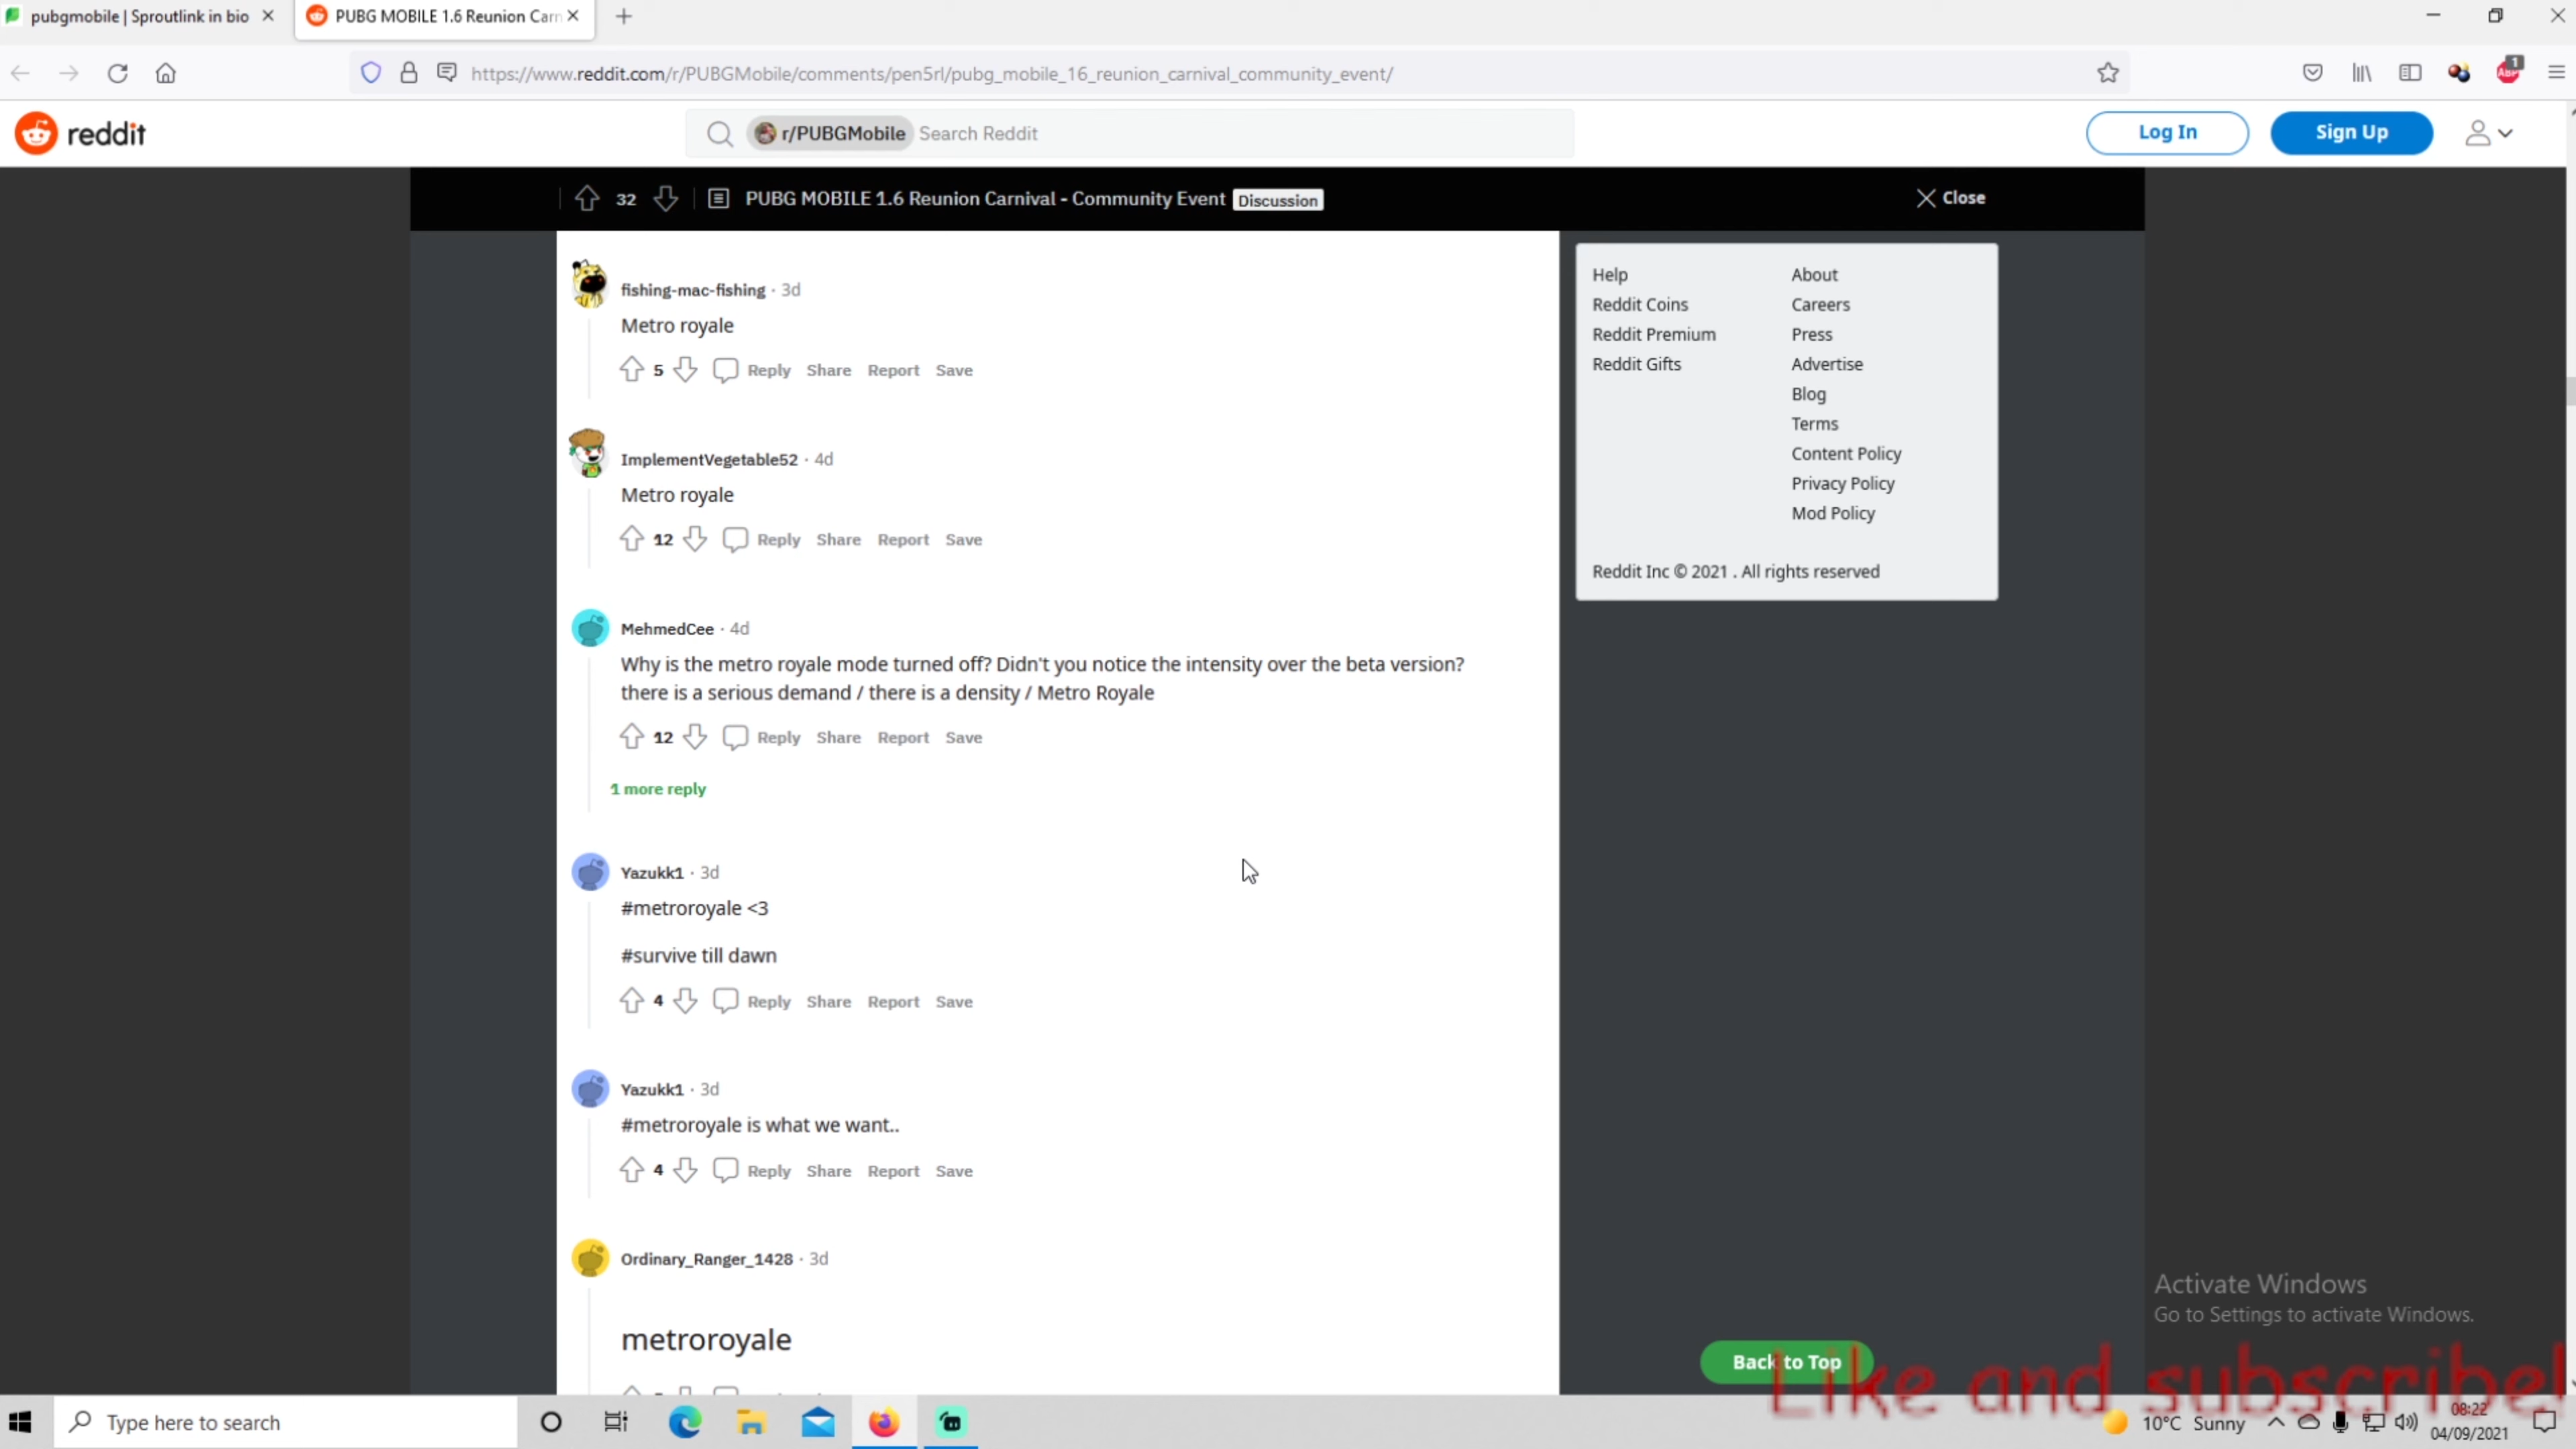 pubgmobile | Sproutlink in bio
PUBG MOBILE 1.6 Reunion Carn
https://www.reddit.com/r/PUBGMobile/comments/pen5rl/pubg_mobile_16_reunion_carnival_community_event/
ABP 1
reddit
r/PUBGMobile Search Reddit
Log In
Sign Up
32 PUBG MOBILE 1.6 Reunion Carnival - Community Event Discussion
Close
fishing-mac-fishing · 3d
Metro royale
5 Reply Share Report Save
ImplementVegetable52 · 4d
Metro royale
12 Reply Share Report Save
MehmedCee · 4d
Why is the metro royale mode turned off? Didn't you notice the intensity over the beta version?
there is a serious demand / there is a density / Metro Royale
12 Reply Share Report Save
1 more reply
Yazukk1 · 3d
#metroroyale <3
#survive till dawn
4 Reply Share Report Save
Yazukk1 · 3d
#metroroyale is what we want..
4 Reply Share Report Save
Ordinary_Ranger_1428 · 3d
metroroyale
Help About
Reddit Coins Careers
Reddit Premium Press
Reddit Gifts Advertise
Blog
Terms
Content Policy
Privacy Policy
Mod Policy
Reddit Inc © 2021 . All rights reserved
Activate Windows
Go to Settings to activate Windows.
Back to Top
Like and subscribe!
Type here to search
10°C Sunny
08:22
04/09/2021